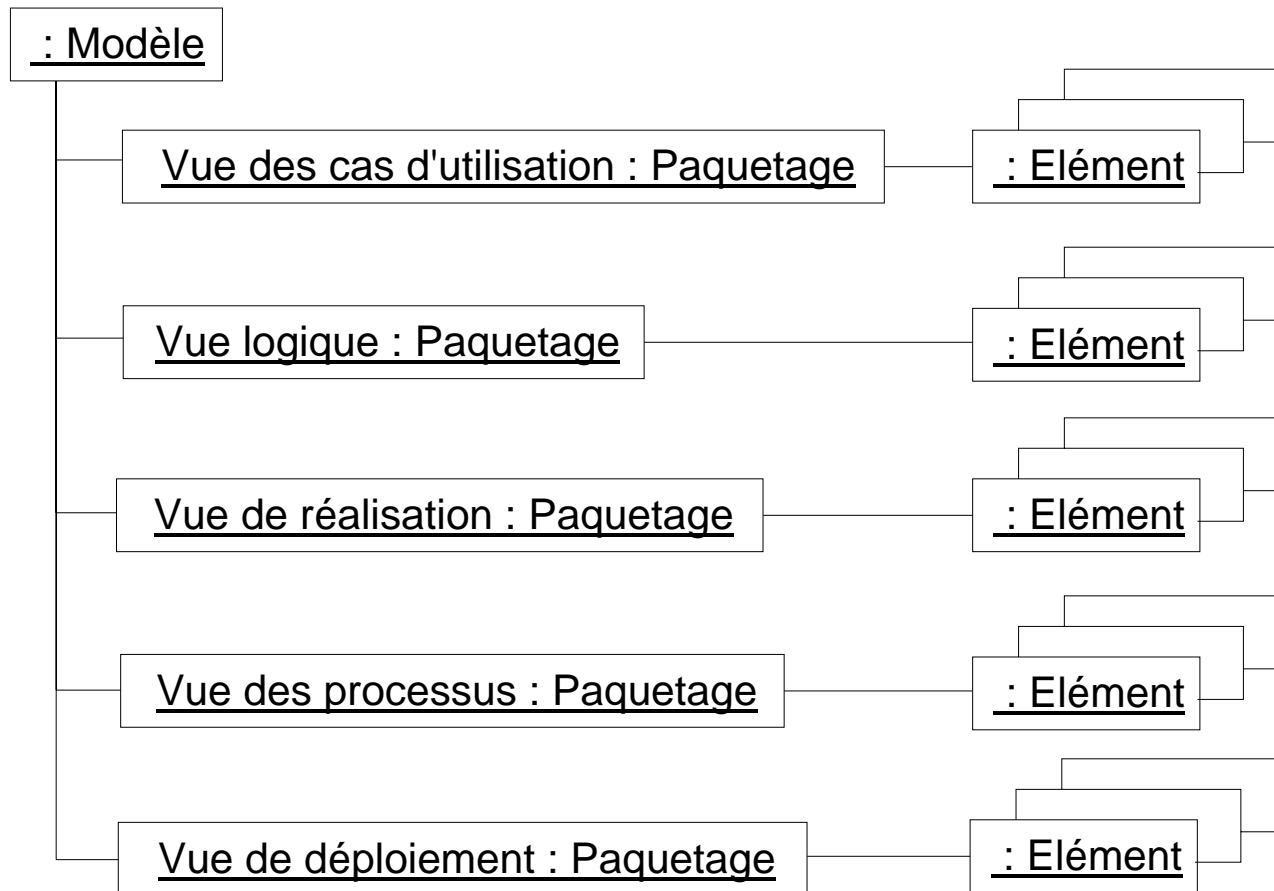 : Modèle
Vue des cas d'utilisation : Paquetage
: Elément
Vue logique : Paquetage
: Elément
Vue de réalisation : Paquetage
: Elément
Vue des processus : Paquetage
: Elément
Vue de déploiement : Paquetage
: Elément